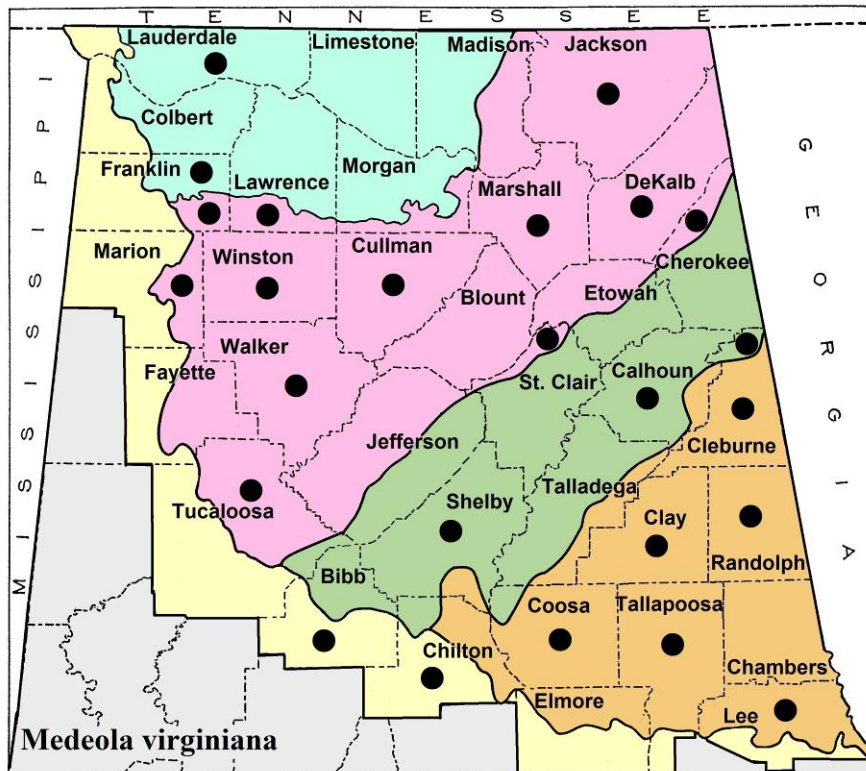 TENNESSEE
Lauderdale
Limestone
Madison
Jackson
MISSISSIPPI
GEORGIA
Colbert
Franklin
Lawrence
Morgan
Marshall
DeKalb
Marion
Winston
Cullman
Cherokee
Blount
Etowah
Walker
Fayette
St. Clair
Calhoun
Jefferson
Cleburne
Tucaloosa
Shelby
Talladega
Clay
Randolph
Bibb
Coosa
Tallapoosa
Chilton
Chambers
Elmore
Lee
Medeola virginiana